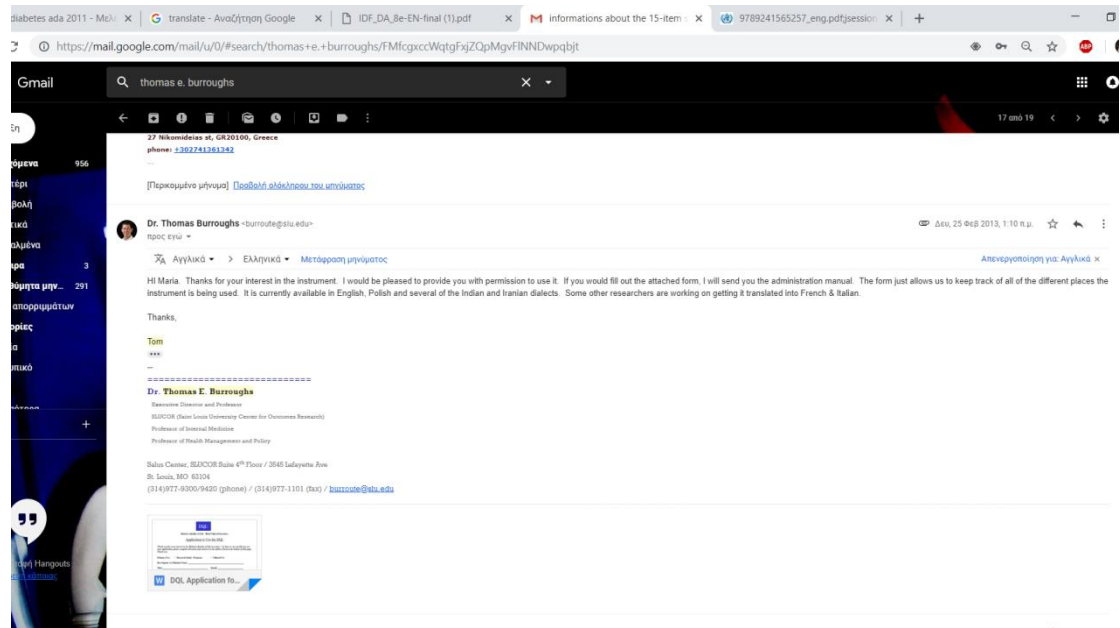 diabetes ada 2011 - Μελέ
translate - Αναζήτηση Google
IDF_DA_8e-EN-final (1).pdf
informations about the 15-item s
9789241565257_eng.pdf;jsession
https://mail.google.com/mail/u/0/#search/thomas+e.+burroughs/FMfcgxccWqtgFxjZQpMgvFlNNDwpqbjt
ABP
Gmail
thomas e. burroughs
17 από 19
ξη
όμενα 956
τέρι
βολή
τικά
αλμένα
ιρα 3
θύμητα μην... 291
απορριμμάτων
ορίες
ία
ωπικό
27 Nikomideias st, GR20100, Greece
phone: +302741361342
...
[Περικομμένο μήνυμα] Προβολή ολόκληρου του μηνύματος
Dr. Thomas Burroughs <burroute@slu.edu>
Δευ, 25 Φεβ 2013, 1:10 π.μ.
προς εγώ
Αγγλικά > Ελληνικά Μετάφραση μηνύματος
Απενεργοποίηση για: Αγγλικά ×
HI Maria. Thanks for your interest in the instrument. I would be pleased to provide you with permission to use it. If you would fill out the attached form, I will send you the administration manual. The form just allows us to keep track of all of the different places the
instrument is being used. It is currently available in English, Polish and several of the Indian and Iranian dialects. Some other researchers are working on getting it translated into French & Italian.
Thanks,
Tom
...
--
=============================
Dr. Thomas E. Burroughs
Executive Director and Professor
SLUCOR (Saint Louis University Center for Outcomes Research)
Professor of Internal Medicine
Professor of Health Management and Policy
Salus Center, SLUCOR Suite 4th Floor / 3545 Lafayette Ave
St. Louis, MO 63104
(314)977-9300/9420 (phone) / (314)977-1101 (fax) / burroute@slu.edu
W DQL Application fo...
Hangouts
κάποιας